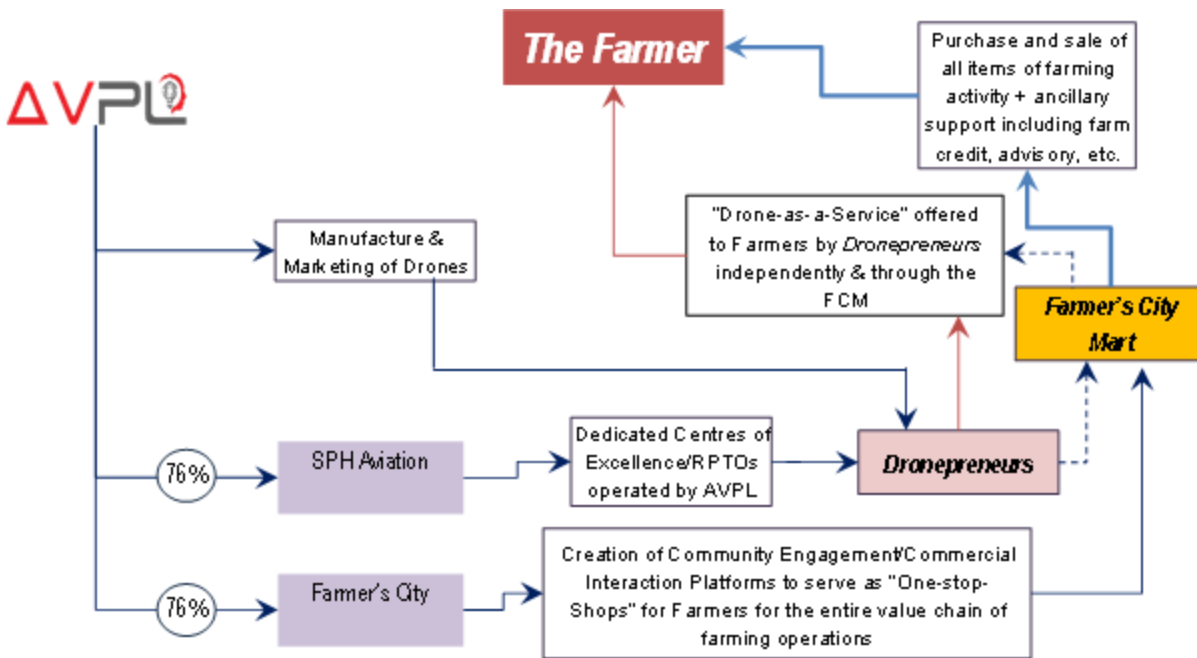 AVPL
The Farmer
Purchase and sale of
all items of farming
activity + ancillary
support including farm
credit, advisory, etc.
Manufacture &
Marketing of Drones
"Drone-as-a-Service" offered
to Farmers by Dronepreneurs
independently & through the
FCM
Farmer's City
Mart
76%
SPH Aviation
Dedicated Centres of
Excellence/RPTOs
operated by AVPL
Dronepreneurs
76%
Farmer's City
Creation of Community Engagement/Commercial
Interaction Platforms to serve as "One-stop-
Shops" for Farmers for the entire value chain of
farming operations